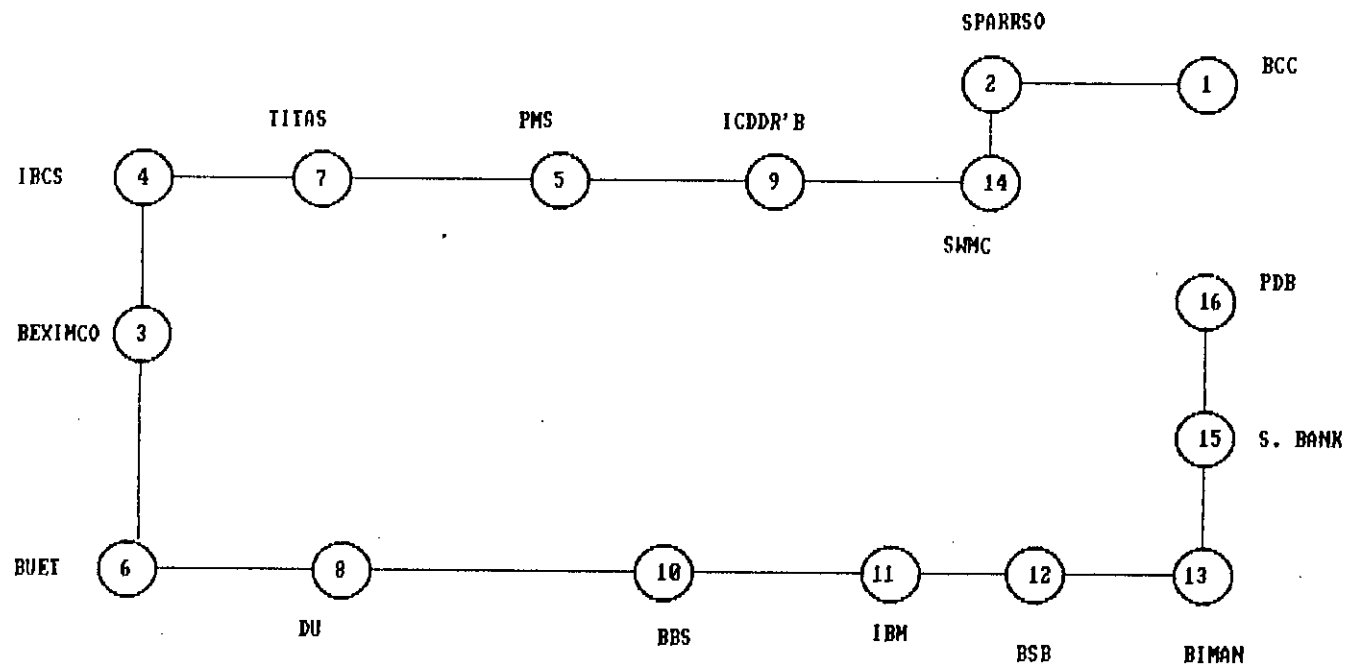 SPARRSO
2
1
BCC
TITAS
PMS
ICDDR'B
IBCS
4
7
5
9
14
SWMC
PDB
16
BEXIMCO
3
15
S. BANK
BUET
6
8
10
11
12
13
DU
BBS
IBM
BSB
BIMAN